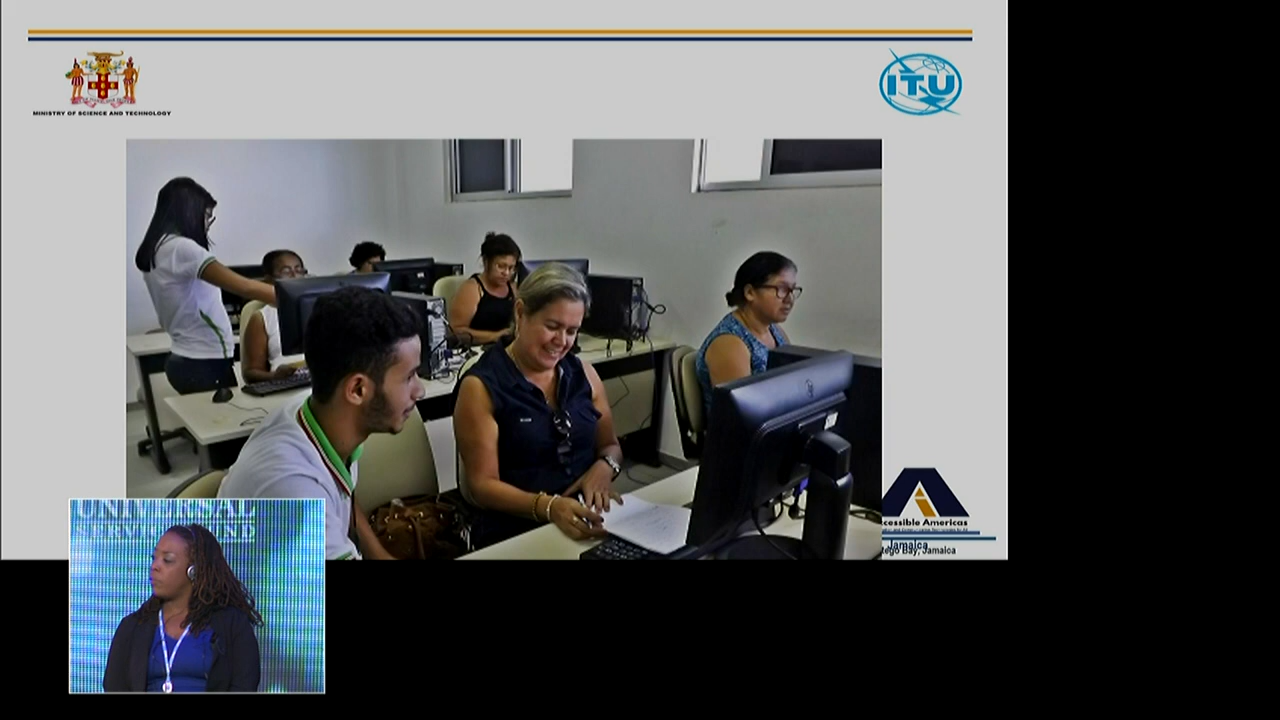 MINISTRY OF SCIENCE AND TECHNOLOGY
ITU
ccessible Americas
Jamaica
tego Bay, Jamaica
UNIVERSAL